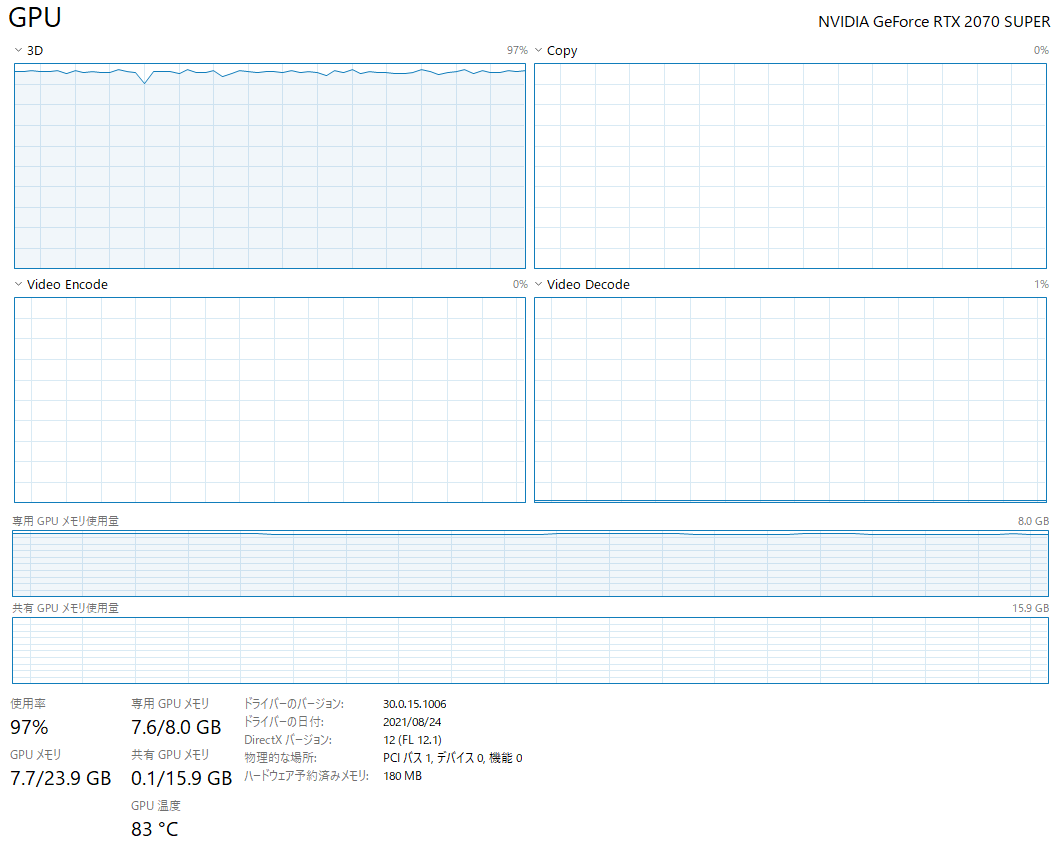 GPU
NVIDIA GeForce RTX 2070 SUPER
3D 97%
Copy 0%
Video Encode 0%
Video Decode 1%
専用 GPU メモリ使用量 8.0 GB
共有 GPU メモリ使用量 15.9 GB
使用率
97%
専用 GPU メモリ
7.6/8.0 GB
GPU メモリ
7.7/23.9 GB
共有 GPU メモリ
0.1/15.9 GB
GPU 温度
83 °C
ドライバーのバージョン: 30.0.15.1006
ドライバーの日付: 2021/08/24
DirectX バージョン: 12 (FL 12.1)
物理的な場所: PCI バス 1, デバイス 0, 機能 0
ハードウェア予約済みメモリ: 180 MB